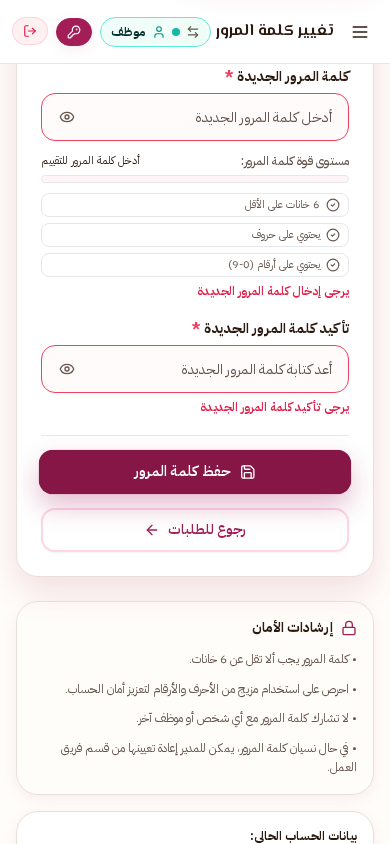 تغيير كلمة المرور
موظف
كلمة المرور الجديدة *
أدخل كلمة المرور الجديدة
مستوى قوة كلمة المرور:
أدخل كلمة المرور للتقييم
6 خانات على الأقل
يحتوي على حروف
يحتوي على أرقام (0-9)
يرجى إدخال كلمة المرور الجديدة
تأكيد كلمة المرور الجديدة *
أعد كتابة كلمة المرور الجديدة
يرجى تأكيد كلمة المرور الجديدة
حفظ كلمة المرور
رجوع للطلبات
إرشادات الأمان
• كلمة المرور يجب ألا تقل عن 6 خانات.
• احرص على استخدام مزيج من الأحرف والأرقام لتعزيز أمان الحساب.
• لا تشارك كلمة المرور مع أي شخص أو موظف آخر.
• في حال نسيان كلمة المرور، يمكن للمدير إعادة تعيينها من قسم فريق
العمل.
بيانات الحساب الحالي: